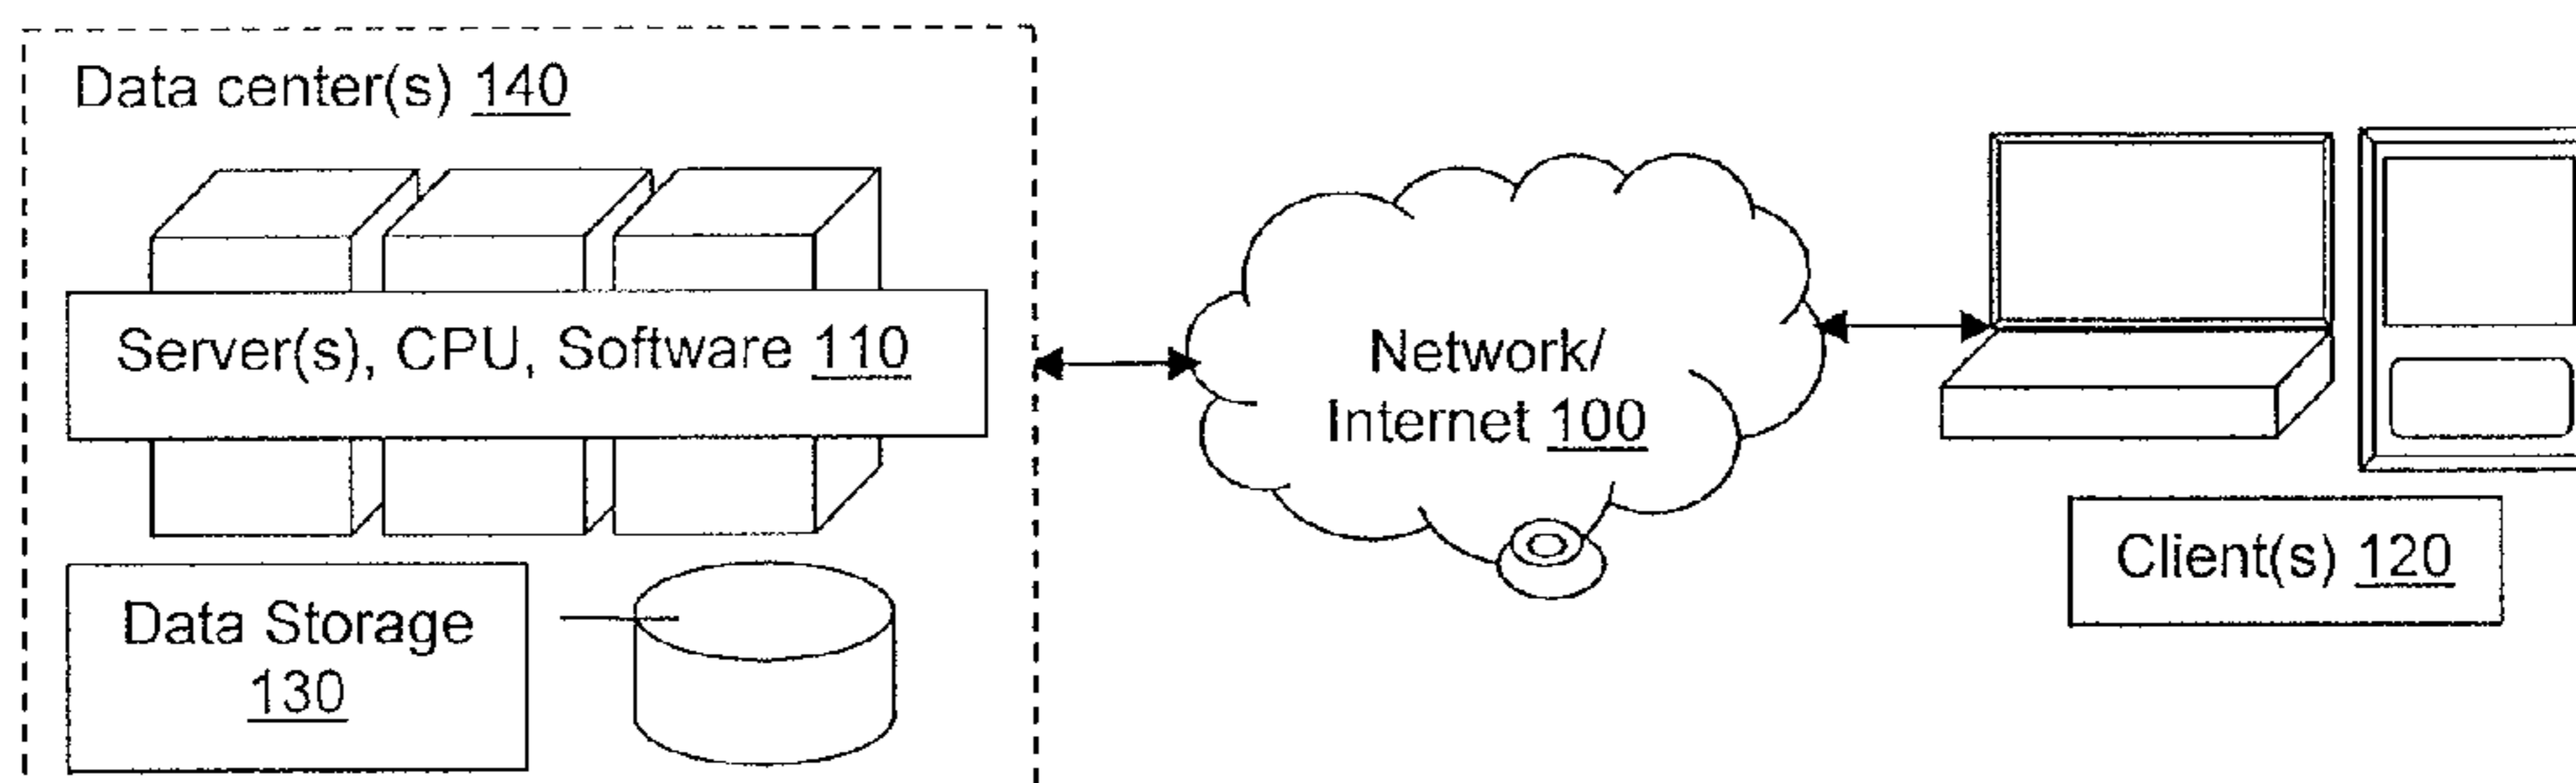 Data center(s) 140
Server(s), CPU, Software 110
Data Storage
130
Network/
Internet 100
Client(s) 120